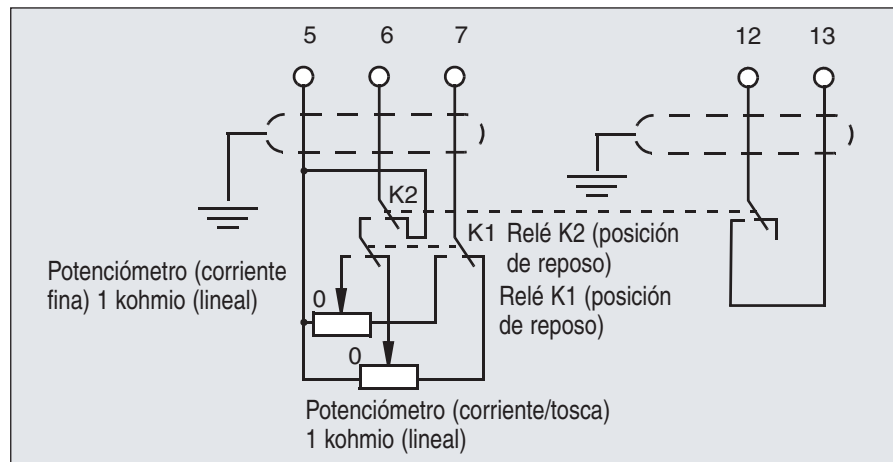 5 6 7 12 13
K2
K1 Relé K2 (posición
de reposo)
Relé K1 (posición
de reposo)
Potenciómetro (corriente
fina) 1 kohmio (lineal)
0
0
Potenciómetro (corriente/tosca)
1 kohmio (lineal)